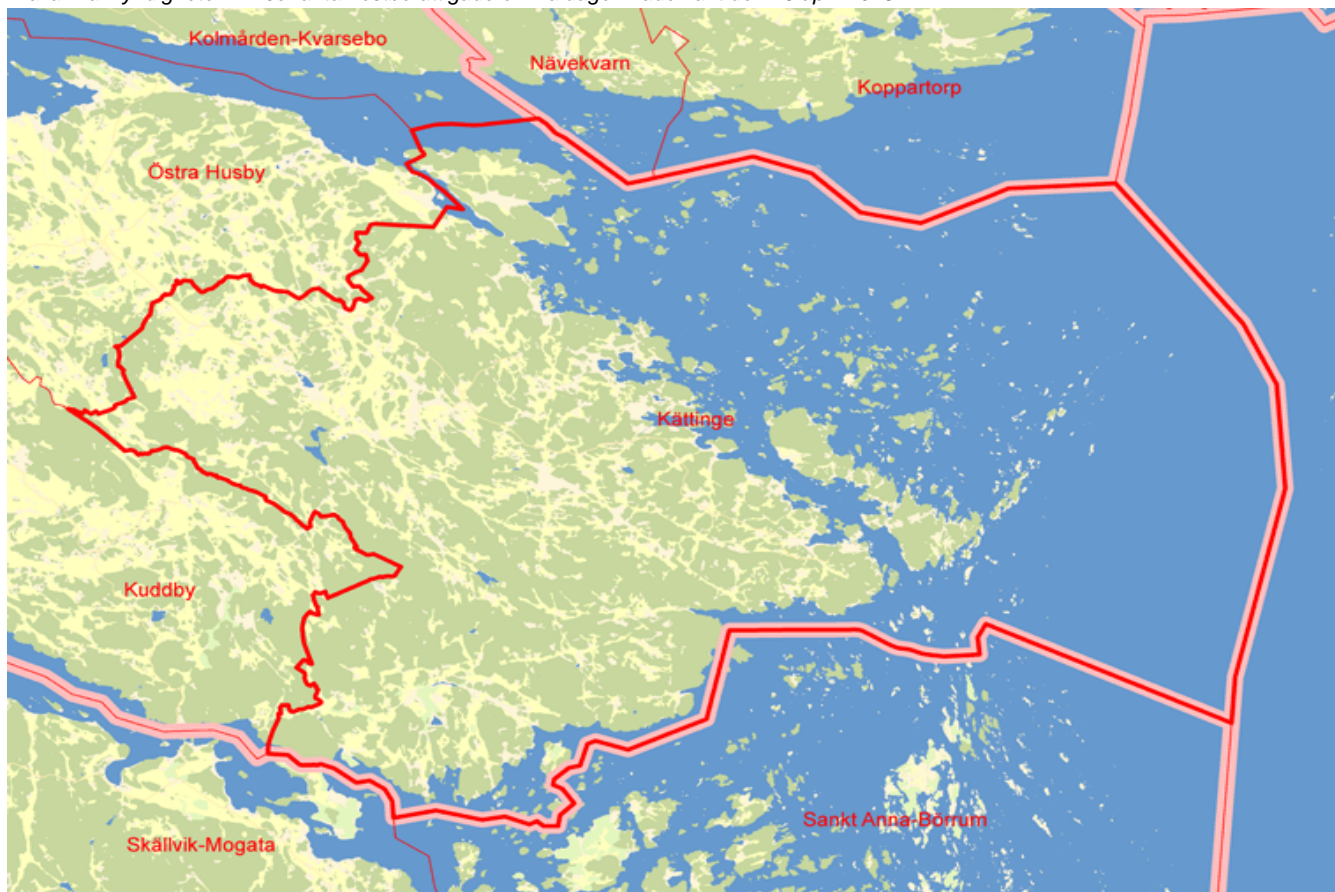 Kolmården-Kvarsebo
Nävekvarn
Koppartorp
Östra Husby
Kättinge
Kuddby
Sankt Anna-Börrum
Skällvik-Mogata